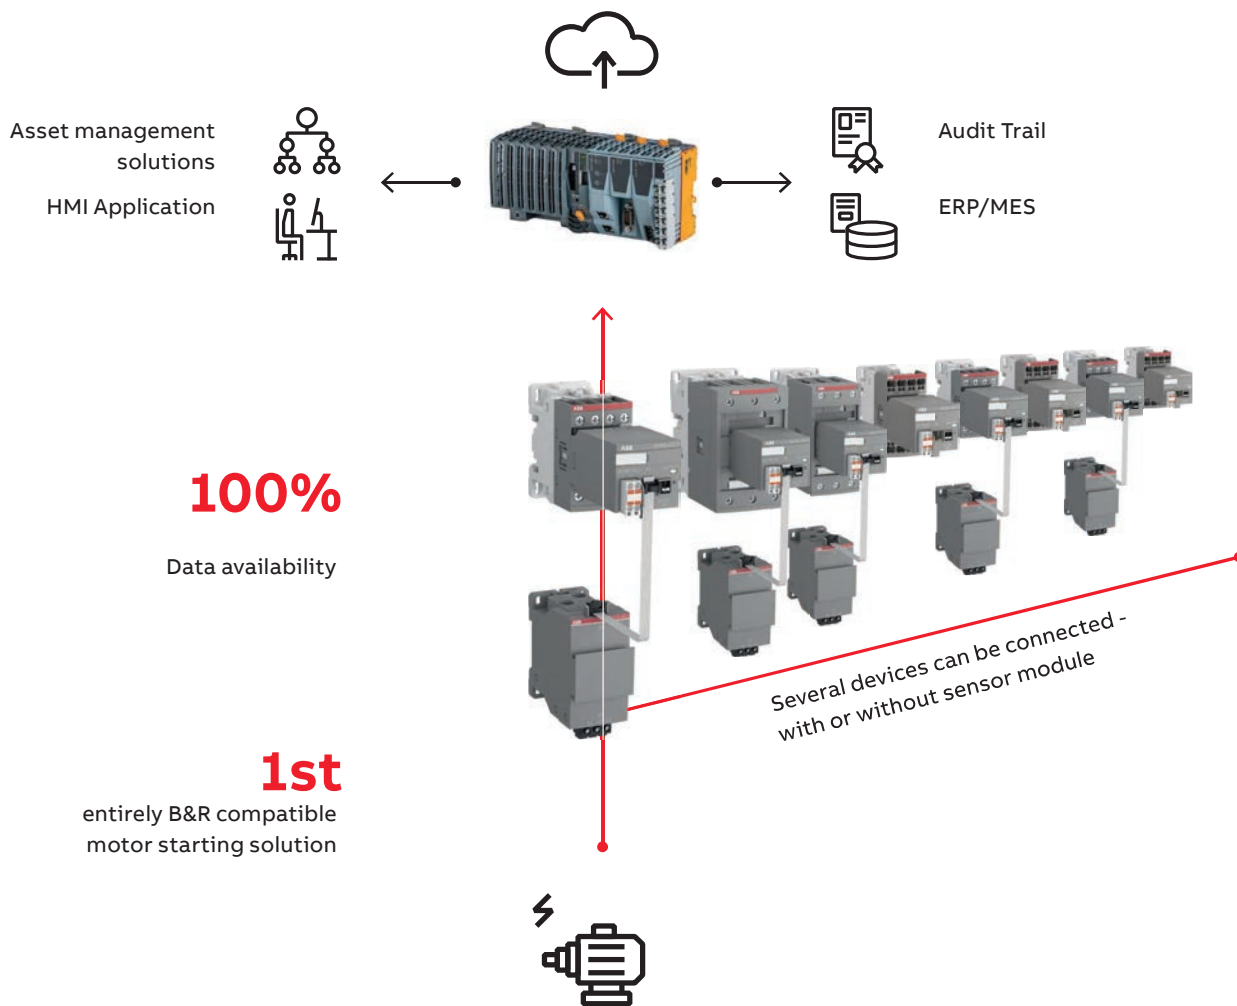 Asset management
solutions
HMI Application
Audit Trail
ERP/MES
100%
Data availability
Several devices can be connected -
with or without sensor module
1st
entirely B&R compatible
motor starting solution
ABB